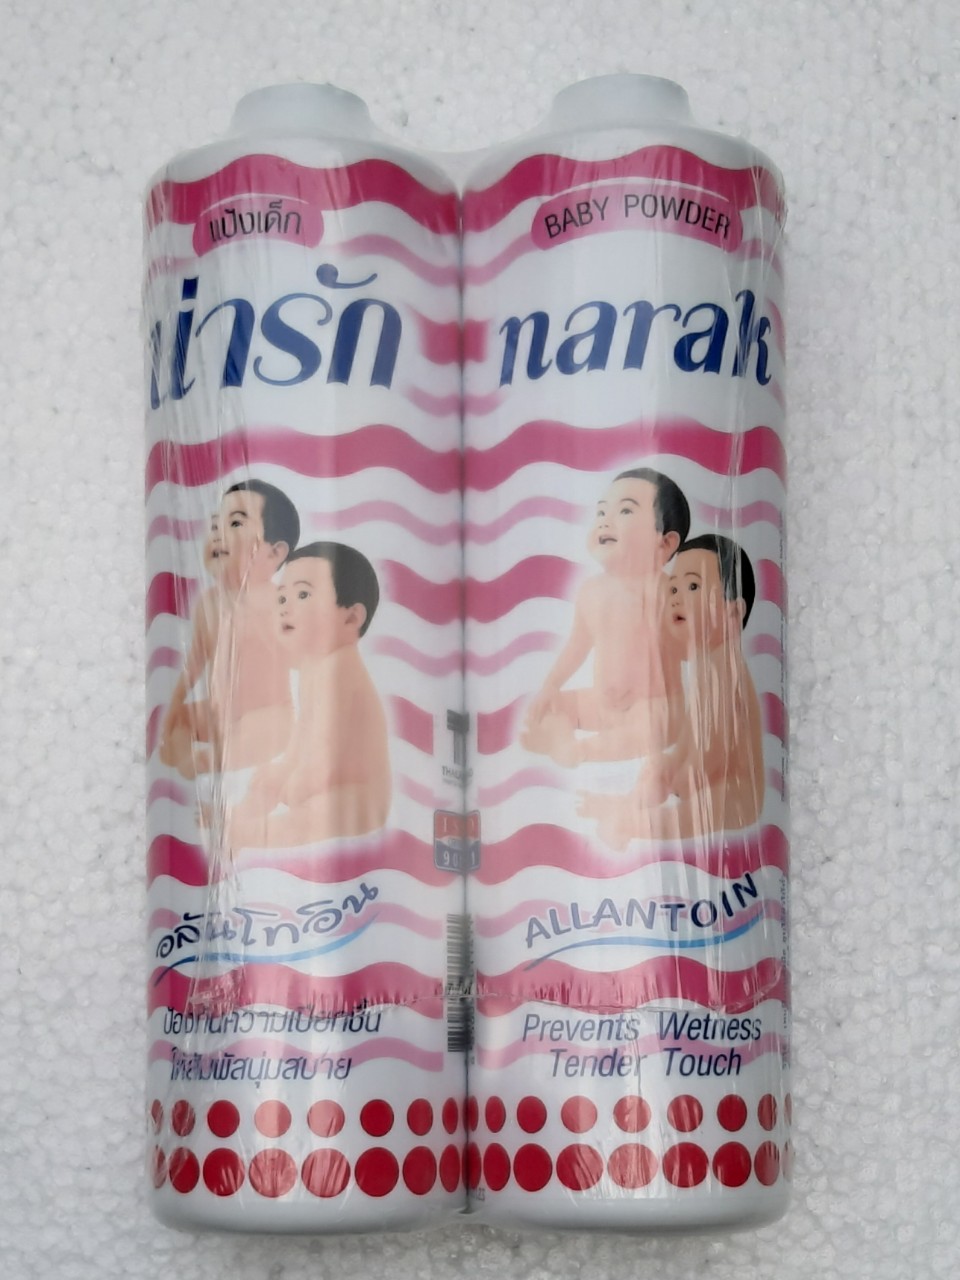 แป้งเด็ก
น่ารัก
อลันโทอิน
ป้องกันความเปียกชื้น
ให้สัมผัสนุ่มสบาย
BABY POWDER
narak
ALLANTOIN
Prevents Wetness
Tender Touch